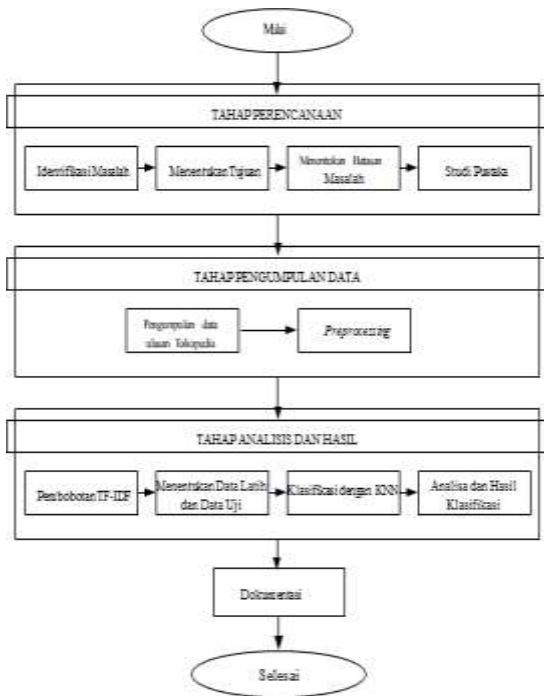 Mulai
TAHAP PERENCANAAN
Identifikasi Masalah
Menentukan Tujuan
Menentukan Batasan
Masalah
Studi Pustaka
TAHAP PENGUMPULAN DATA
Pengumpulan data
ulasan Tokopedia
Preprocessing
TAHAP ANALISIS DAN HASIL
Pembobotan TF-IDF
Menentukan Data Latih
dan Data Uji
Klasifikasi dengan KNN
Analisa dan Hasil
Klasifikasi
Dokumentasi
Selesai